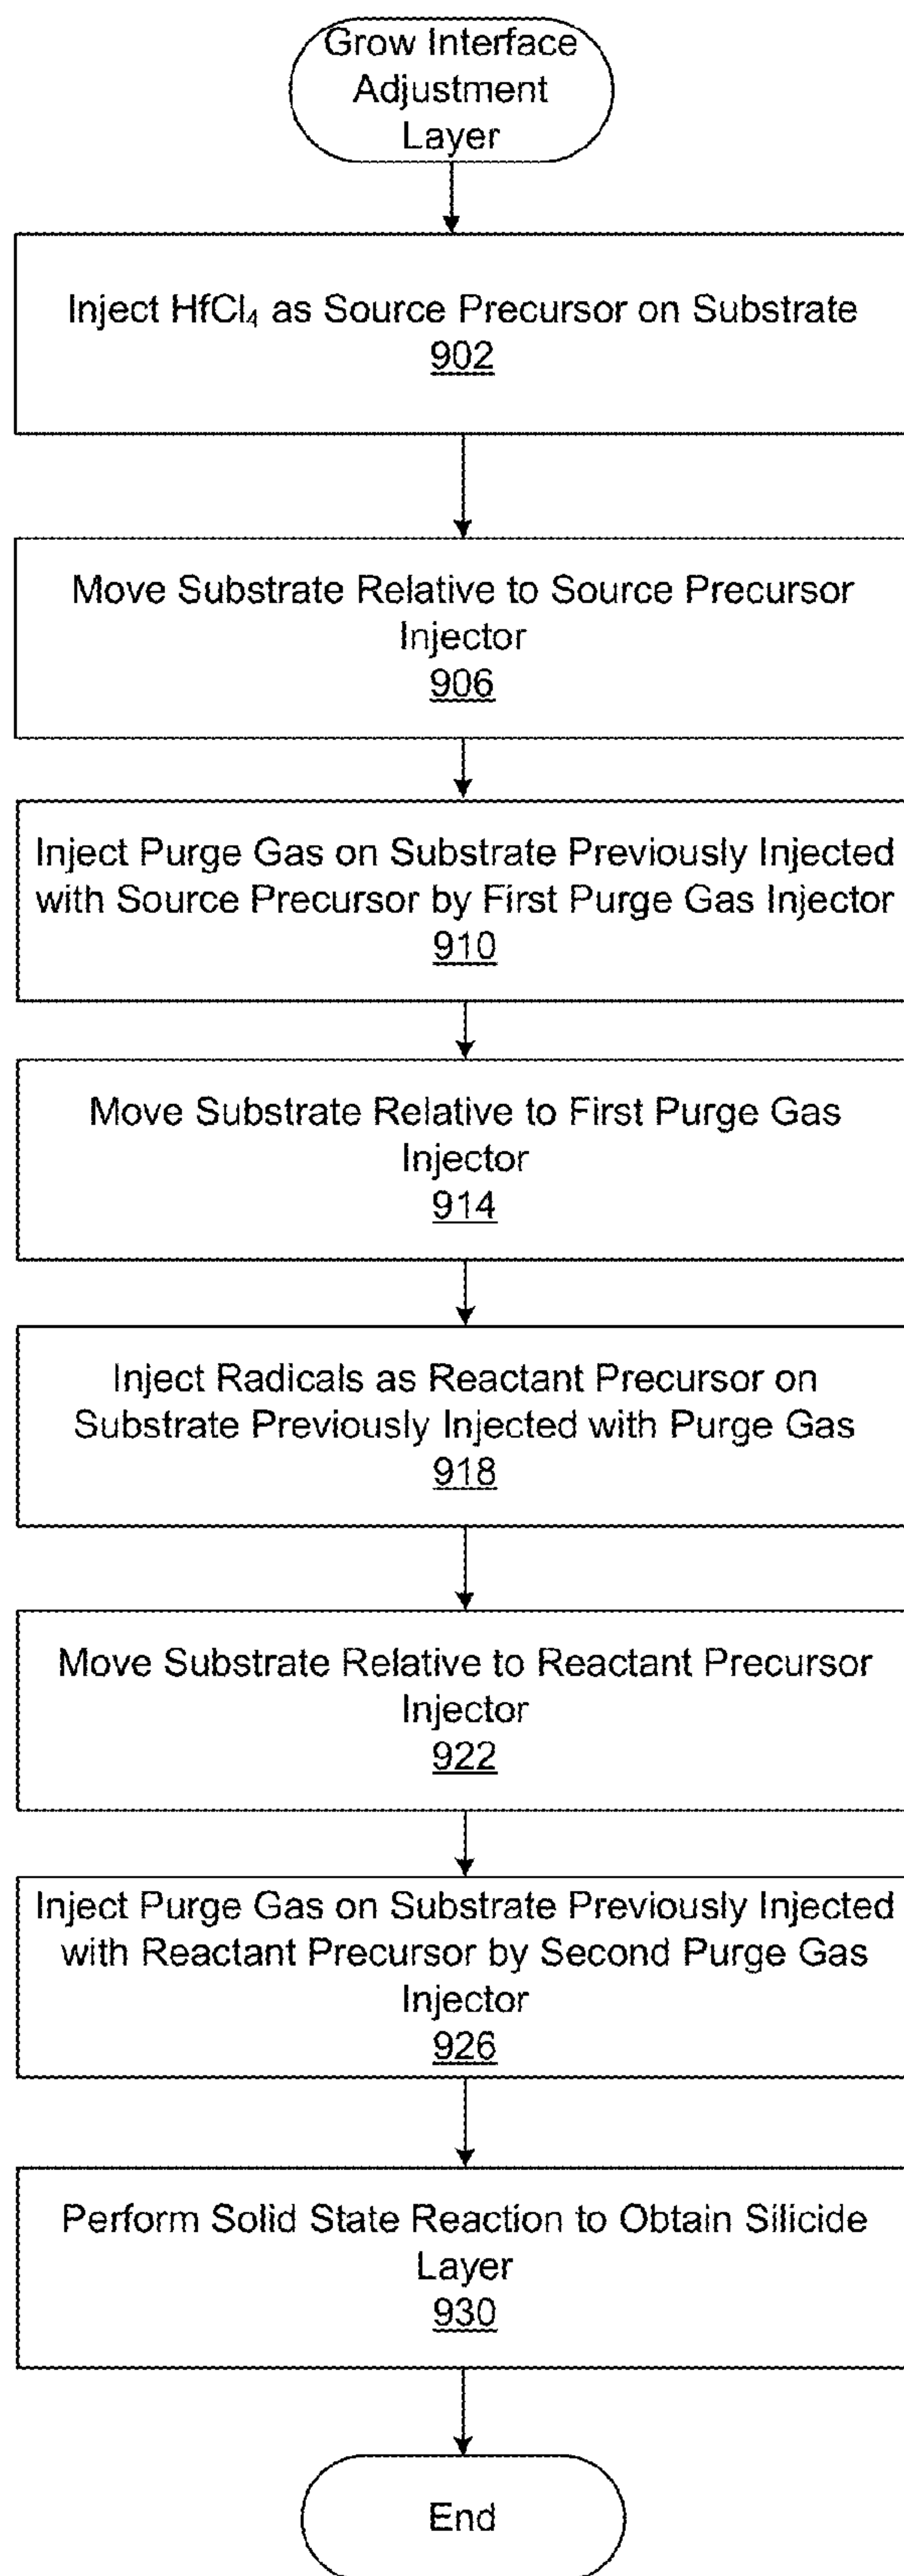 Grow Interface
Adjustment
Layer
Inject HfCl₄ as Source Precursor on Substrate
902
Move Substrate Relative to Source Precursor
Injector
906
Inject Purge Gas on Substrate Previously Injected
with Source Precursor by First Purge Gas Injector
910
Move Substrate Relative to First Purge Gas
Injector
914
Inject Radicals as Reactant Precursor on
Substrate Previously Injected with Purge Gas
918
Move Substrate Relative to Reactant Precursor
Injector
922
Inject Purge Gas on Substrate Previously Injected
with Reactant Precursor by Second Purge Gas
Injector
926
Perform Solid State Reaction to Obtain Silicide
Layer
930
End